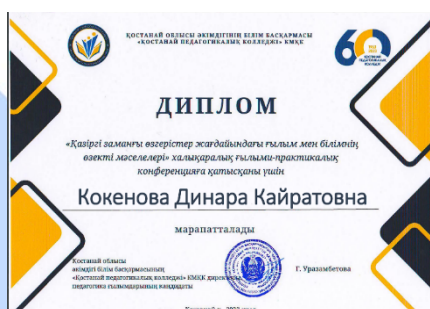 ҚОСТАНАЙ ОБЛЫСЫ ӘКІМДІГІНІҢ БІЛІМ БАСҚАРМАСЫ
«ҚОСТАНАЙ ПЕДАГОГИКАЛЫҚ КОЛЛЕДЖІ» КМҚК
60
ДИПЛОМ
«Қазіргі заманғы өзгерістер жағдайындағы ғылым мен білімнің
өзекті мәселелері» халықаралық ғылыми-практикалық
конференцияға қатысқаны үшін
Кокенова Динара Кайратовна
марапатталады
Қостанай облысы
әкімдігі білім басқармасының
«Қостанай педагогикалық колледжі» КМҚК
педагогика ғылымдарының кандидаты
Г. Уразамбетова